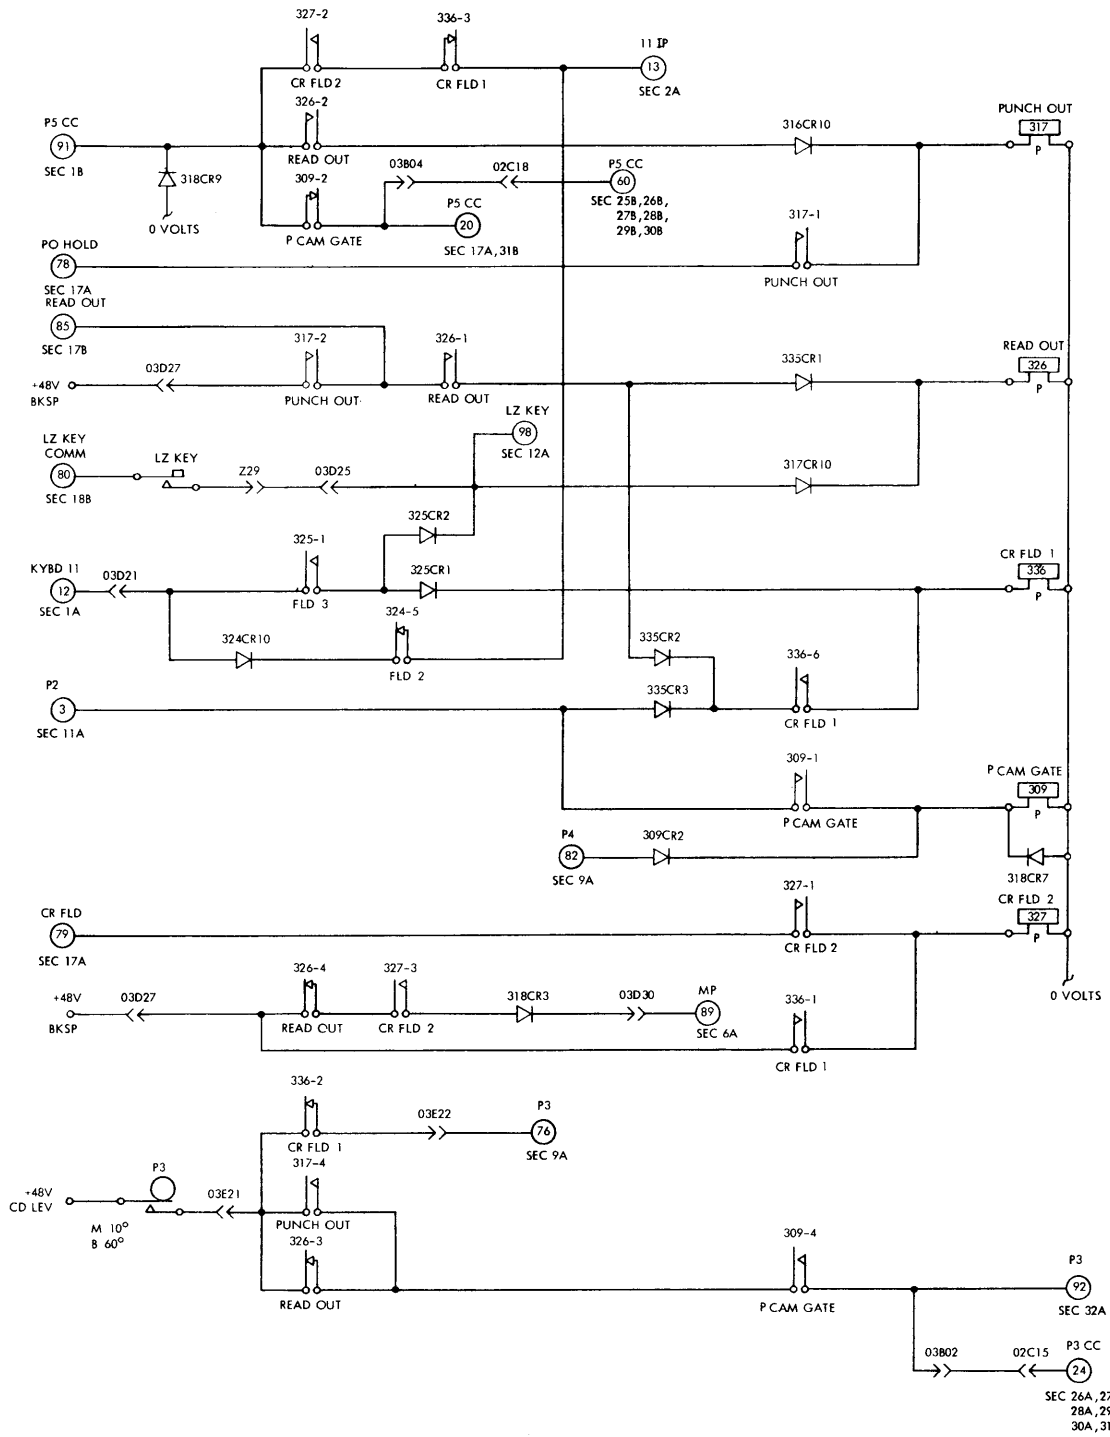 327-2
336-3
11 IP
13
CR FLD 2
CR FLD 1
SEC 2A
326-2
PUNCH OUT
P5 CC
316CR10
317
91
P
READ OUT
SEC 1B
309-2
03B04
02C18
P5 CC
318CR9
60
P5 CC
SEC 25B, 26B,
27B, 28B,
29B, 30B
317-1
0 VOLTS
20
P CAM GATE
PO HOLD
SEC 17A, 31B
78
PUNCH OUT
SEC 17A
READ OUT
85
317-2
326-1
READ OUT
SEC 17B
335CR1
03D27
326
+48V
BKSP
P
PUNCH OUT
READ OUT
LZ KEY
98
LZ KEY
COMM
LZ KEY
SEC 12A
80
Z29
03D25
317CR10
SEC 18B
325CR2
325-1
CR FLD 1
KYBD 11
03D21
325CR1
336
12
P
SEC 1A
FLD 3
324-5
324CR10
335CR2
336-6
FLD 2
P2
335CR3
3
CR FLD 1
SEC 11A
309-1
P CAM GATE
309
P
P CAM GATE
P4
309CR2
82
SEC 9A
318CR7
327-1
CR FLD 2
CR FLD
327
79
P
CR FLD 2
SEC 17A
326-4
327-3
0 VOLTS
+48V
BKSP
03D27
318CR3
03D30
MP
336-1
89
READ OUT
CR FLD 2
SEC 6A
CR FLD 1
336-2
03E22
P3
76
CR FLD 1
SEC 9A
317-4
P3
+48V
CD LEV
03E21
PUNCH OUT
M 10°
B 60°
326-3
309-4
P3
92
READ OUT
P CAM GATE
SEC 32A
03B02
02C15
P3 CC
24
SEC 26A, 27
28A, 29
30A, 31